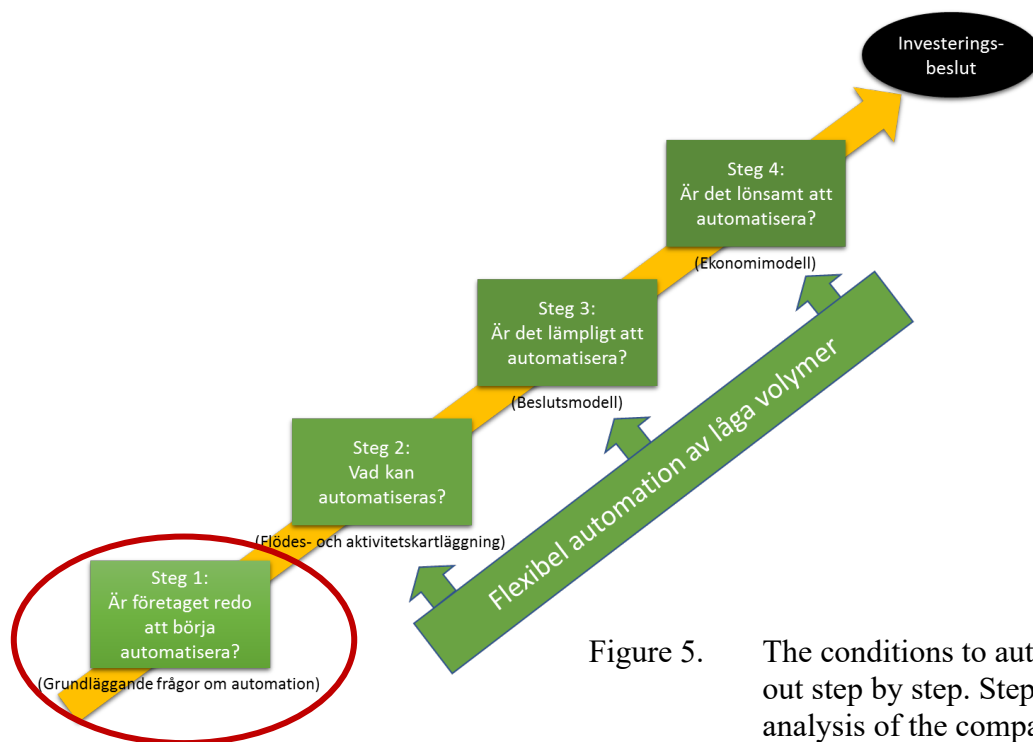 Investerings-
beslut
Steg 4:
Är det lönsamt att
automatisera?
(Ekonomimodell)
Steg 3:
Är det lämpligt att
automatisera?
(Beslutsmodell)
Steg 2:
Vad kan
automatiseras?
(Flödes- och aktivitetskartläggning)
Steg 1:
Är företaget redo
att börja
automatisera?
(Grundläggande frågor om automation)
Flexibel automation av låga volymer
Figure 5. The conditions to aut
out step by step. Step
analysis of the compa